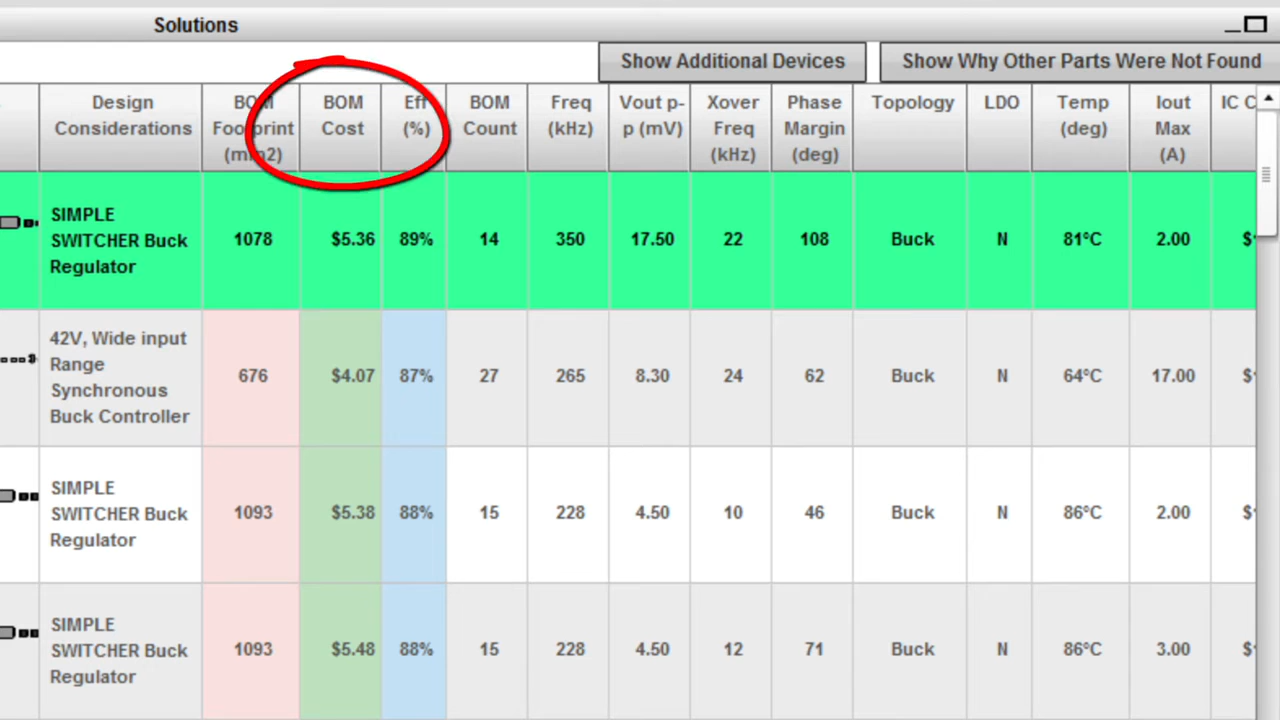 Solutions
Show Additional Devices
Show Why Other Parts Were Not Found
Design Considerations BOM Footprint (mm2) BOM Cost Eff (%) BOM Count Freq (kHz) Vout p-p (mV) Xover Freq (kHz) Phase Margin (deg) Topology LDO Temp (deg) Iout Max (A) IC
SIMPLE
SWITCHER Buck
Regulator
1078 $5.36 89% 14 350 17.50 22 108 Buck N 81°C 2.00 $
42V, Wide input
Range
Synchronous
Buck Controller
676 $4.07 87% 27 265 8.30 24 62 Buck N 64°C 17.00 $
SIMPLE
SWITCHER Buck
Regulator
1093 $5.38 88% 15 228 4.50 10 46 Buck N 86°C 2.00 $
SIMPLE
SWITCHER Buck
Regulator
1093 $5.48 88% 15 228 4.50 12 71 Buck N 86°C 3.00 $